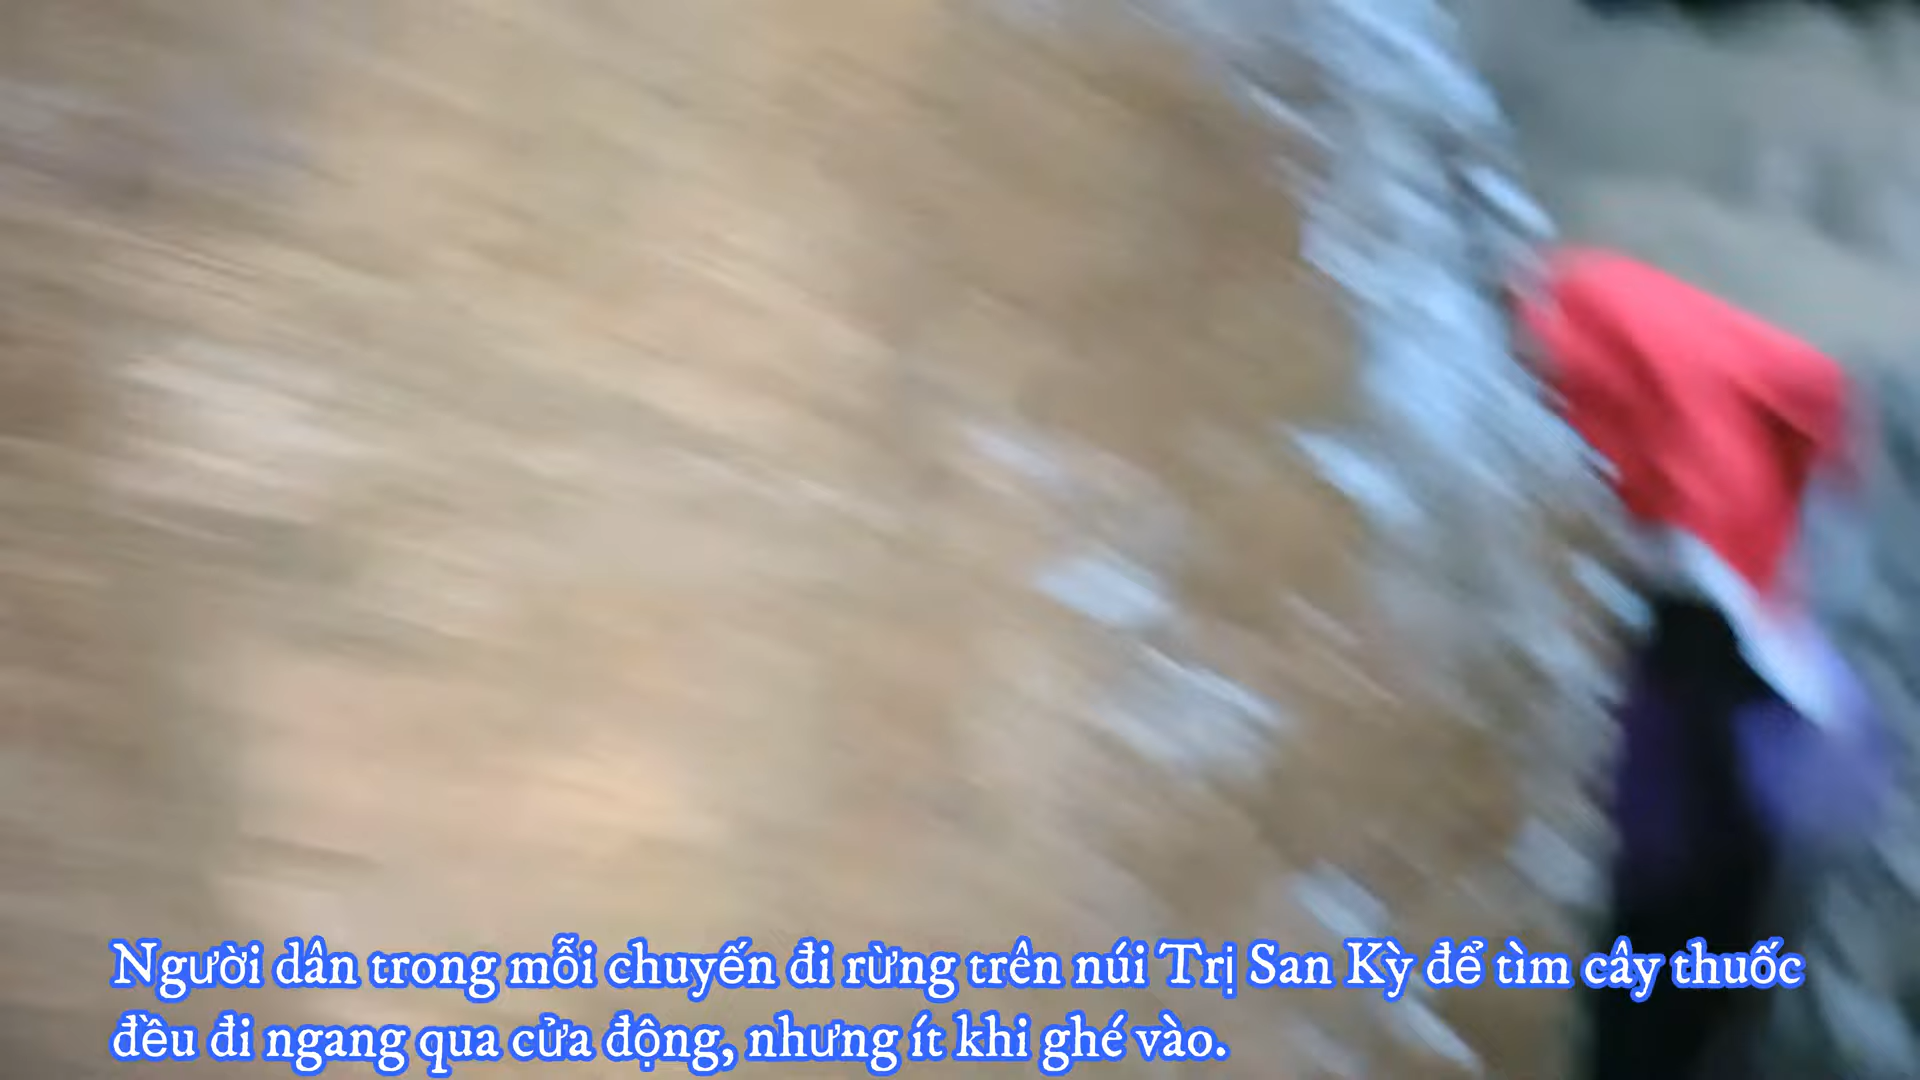 Người dân trong mỗi chuyến đi rừng trên núi Trị San Kỳ để tìm cây thuốc
đều đi ngang qua cửa động, nhưng ít khi ghé vào.